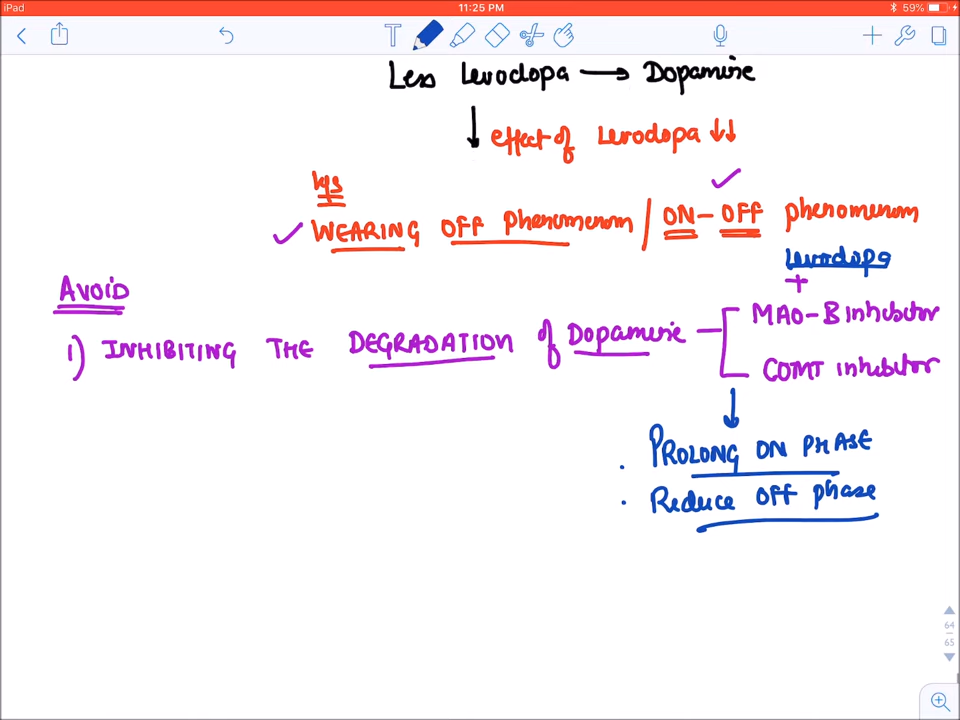 iPad 11:25 PM 59%
T
Less Levodopa → Dopamine
↓ effect of Levodopa ↓↓
WEARING OFF Phenomenon / ON-OFF phenomenon
Levodopa
+
AVOID
1) INHIBITING THE DEGRADATION of Dopamine — MAO-B inhibitor
COMT inhibitor
↓
• PROLONG ON PHASE
• Reduce OFF phase
64
65